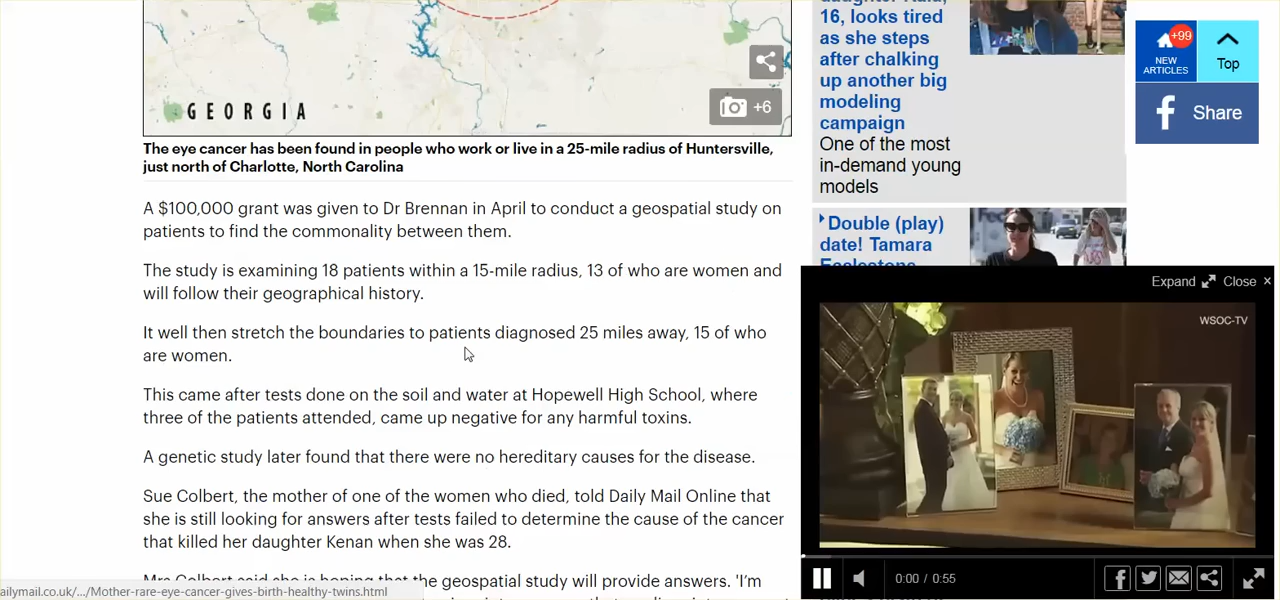 GEORGIA
+6
The eye cancer has been found in people who work or live in a 25-mile radius of Huntersville,
just north of Charlotte, North Carolina
A $100,000 grant was given to Dr Brennan in April to conduct a geospatial study on
patients to find the commonality between them.
The study is examining 18 patients within a 15-mile radius, 13 of who are women and
will follow their geographical history.
It well then stretch the boundaries to patients diagnosed 25 miles away, 15 of who
are women.
This came after tests done on the soil and water at Hopewell High School, where
three of the patients attended, came up negative for any harmful toxins.
A genetic study later found that there were no hereditary causes for the disease.
Sue Colbert, the mother of one of the women who died, told Daily Mail Online that
she is still looking for answers after tests failed to determine the cause of the cancer
that killed her daughter Kenan when she was 28.
Mrs Colbert said she is hoping that the geospatial study will provide answers. 'I'm
ailymail.co.uk/.../Mother-rare-eye-cancer-gives-birth-healthy-twins.html
16, looks tired
as she steps
after chalking
up another big
modeling
campaign
One of the most
in-demand young
models
Double (play)
date! Tamara
+99
NEW
ARTICLES
Top
Share
Expand
Close ×
WSOC-TV
0:00 / 0:55